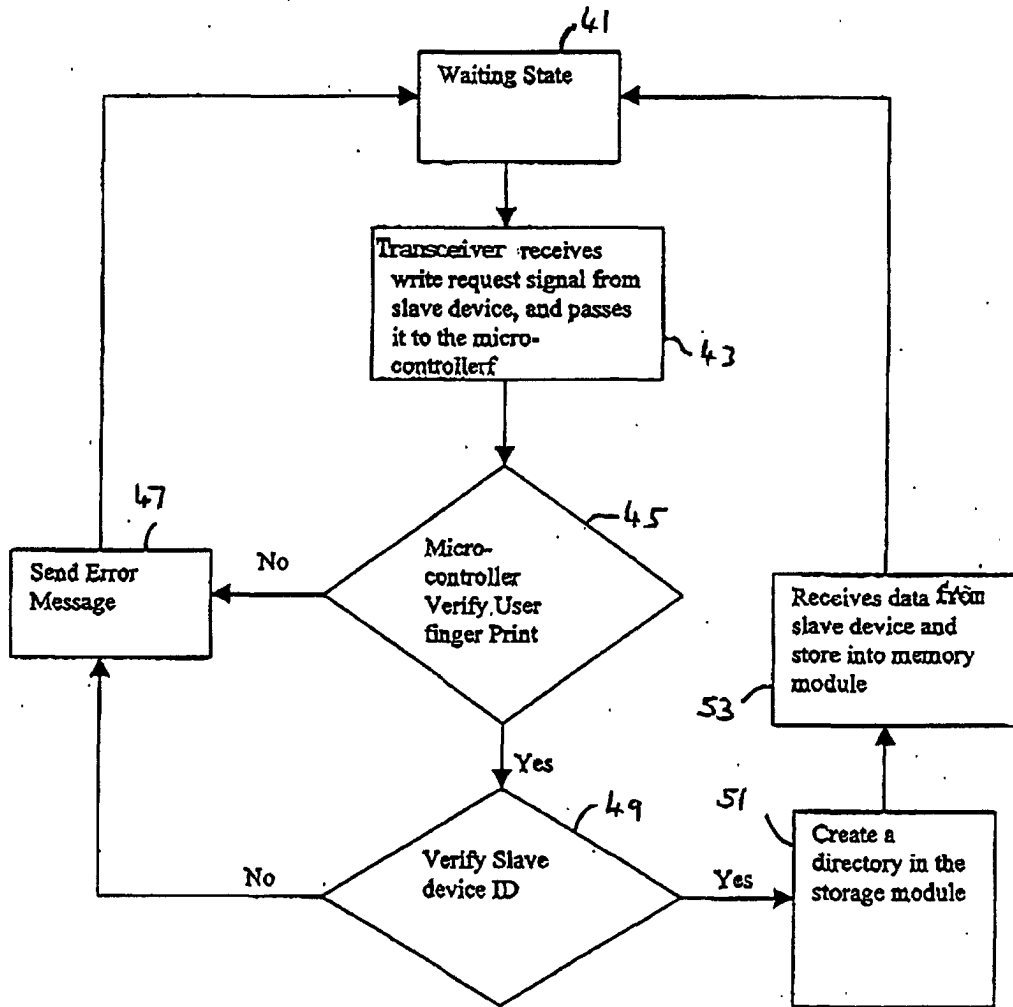 41
Waiting State
Transceiver receives
write request signal from
slave device, and passes
it to the micro-
controllerf
43
45
Micro-
controller
Verify User
finger Print
No
47
Send Error
Message
Yes
49
Verify Slave
device ID
No
Yes
51
Create a
directory in the
storage module
53
Receives data from
slave device and
store into memory
module